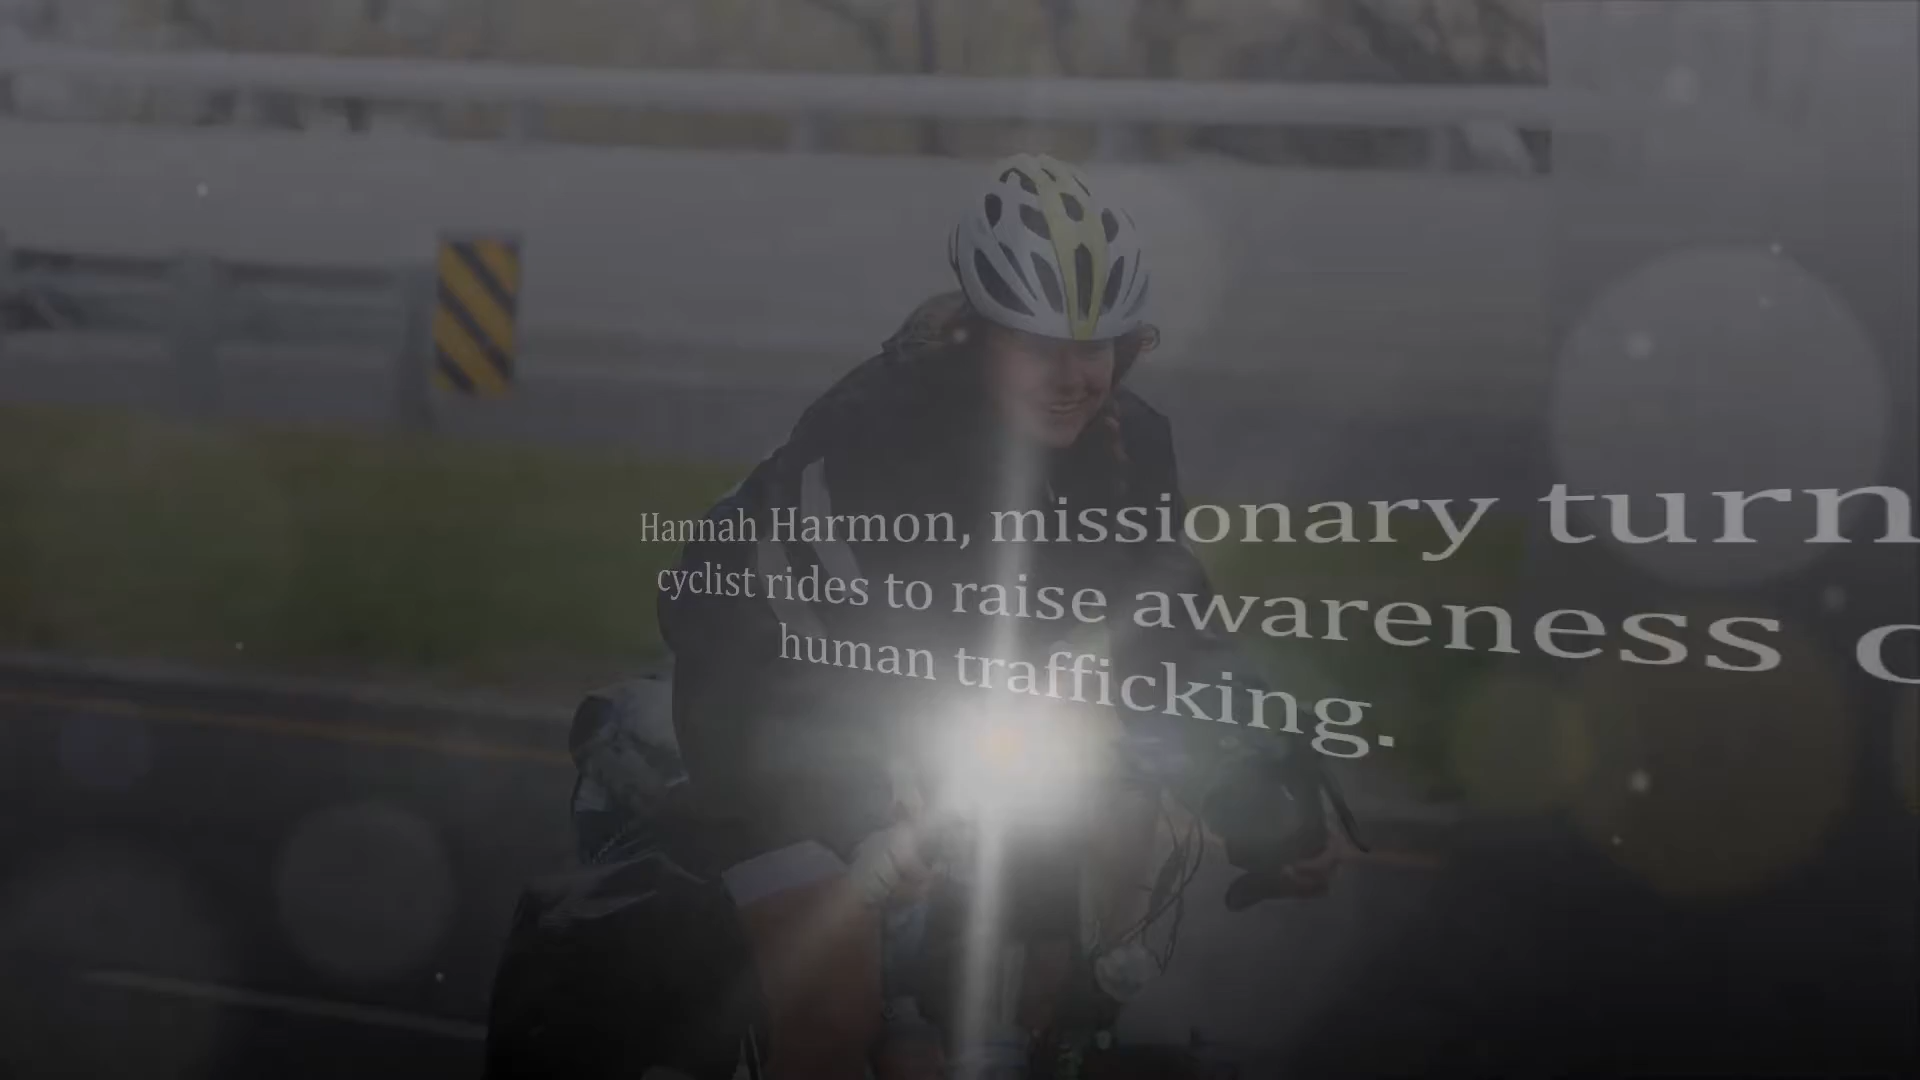 Hannah Harmon, missionary turn
cyclist rides to raise awareness
human trafficking.